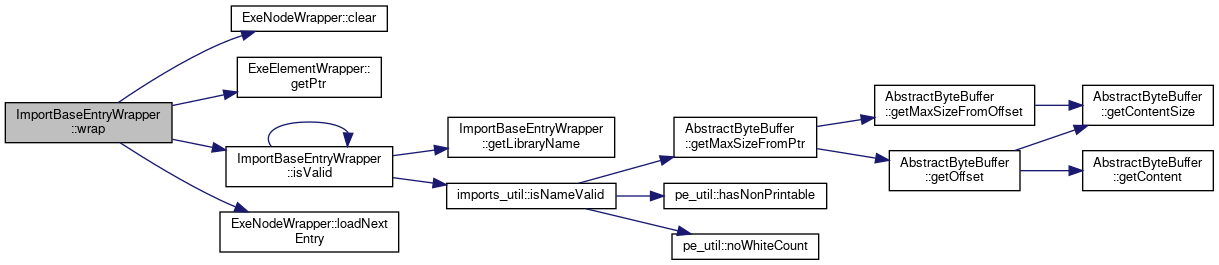 ImportBaseEntryWrapper
::wrap
ExeNodeWrapper::clear
ExeElementWrapper::
getPtr
ImportBaseEntryWrapper
::isValid
ExeNodeWrapper::loadNext
Entry
ImportBaseEntryWrapper
::getLibraryName
imports_util::isNameValid
AbstractByteBuffer
::getMaxSizeFromPtr
pe_util::hasNonPrintable
pe_util::noWhiteCount
AbstractByteBuffer
::getMaxSizeFromOffset
AbstractByteBuffer
::getOffset
AbstractByteBuffer
::getContentSize
AbstractByteBuffer
::getContent